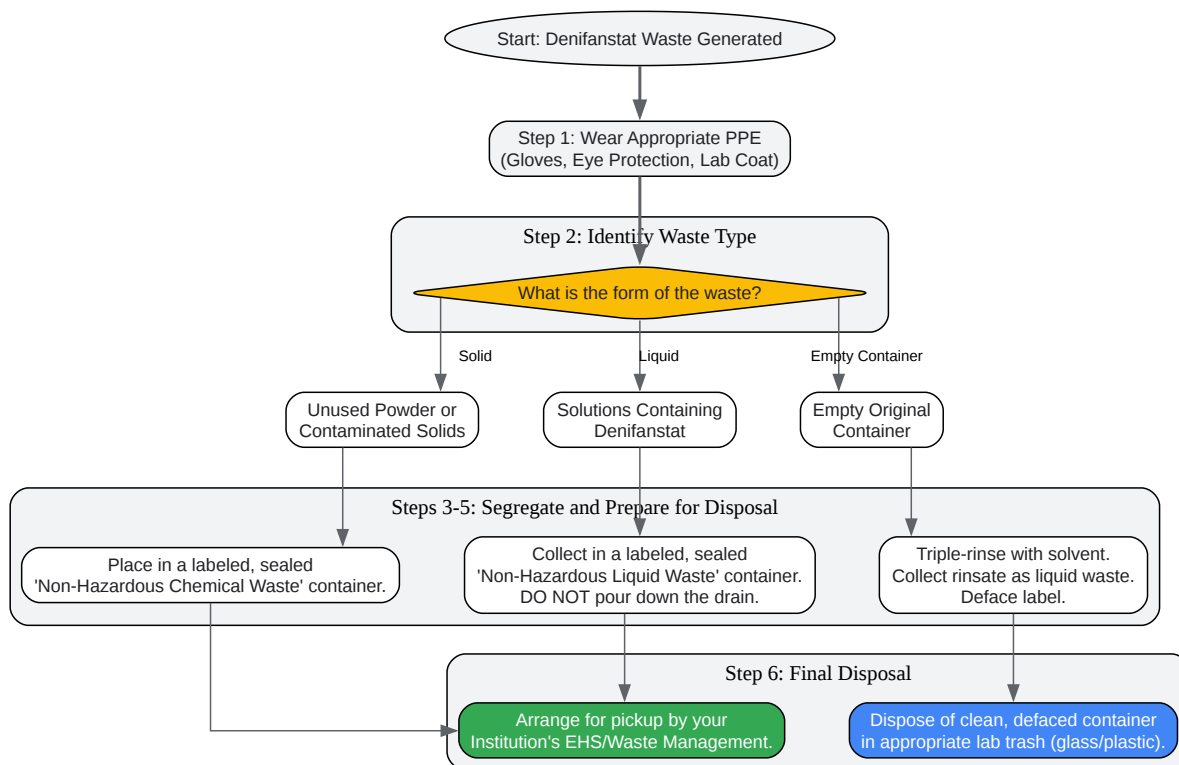 Start: Denifanstat Waste Generated
Step 1: Wear Appropriate PPE
(Gloves, Eye Protection, Lab Coat)
Step 2: Identify Waste Type
What is the form of the waste?
Solid
Liquid
Empty Container
Unused Powder or
Contaminated Solids
Solutions Containing
Denifanstat
Empty Original
Container
Steps 3-5: Segregate and Prepare for Disposal
Place in a labeled, sealed
'Non-Hazardous Chemical Waste' container.
Collect in a labeled, sealed
'Non-Hazardous Liquid Waste' container.
DO NOT pour down the drain.
Triple-rinse with solvent.
Collect rinsate as liquid waste.
Deface label.
Step 6: Final Disposal
Arrange for pickup by your
Institution's EHS/Waste Management.
Dispose of clean, defaced container
in appropriate lab trash (glass/plastic).